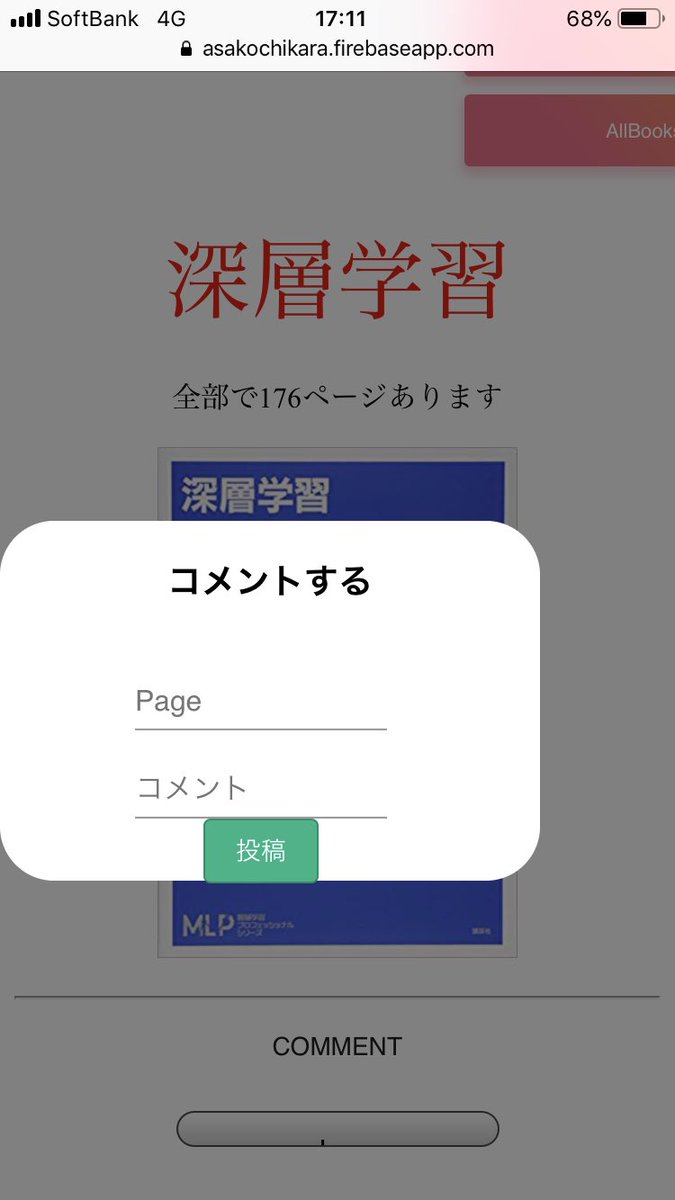 SoftBank 4G 17:11 68%
asakochikara.firebaseapp.com
AllBooks
深層学習
全部で176ページあります
深層学習
コメントする
Page
コメント
投稿
MLP 機械学習
プロフェッショナル
シリーズ
講談社
COMMENT